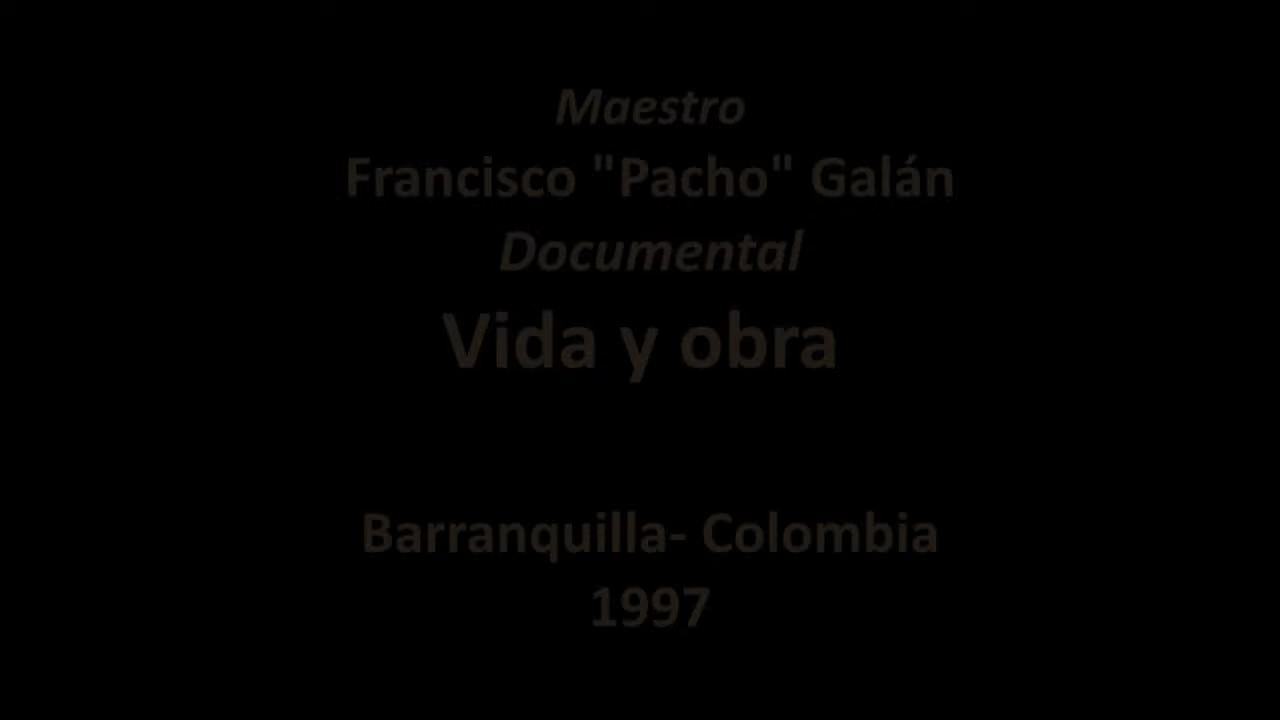 Maestro
Francisco "Pacho" Galán
Documental
Vida y obra
Barranquilla- Colombia
1997